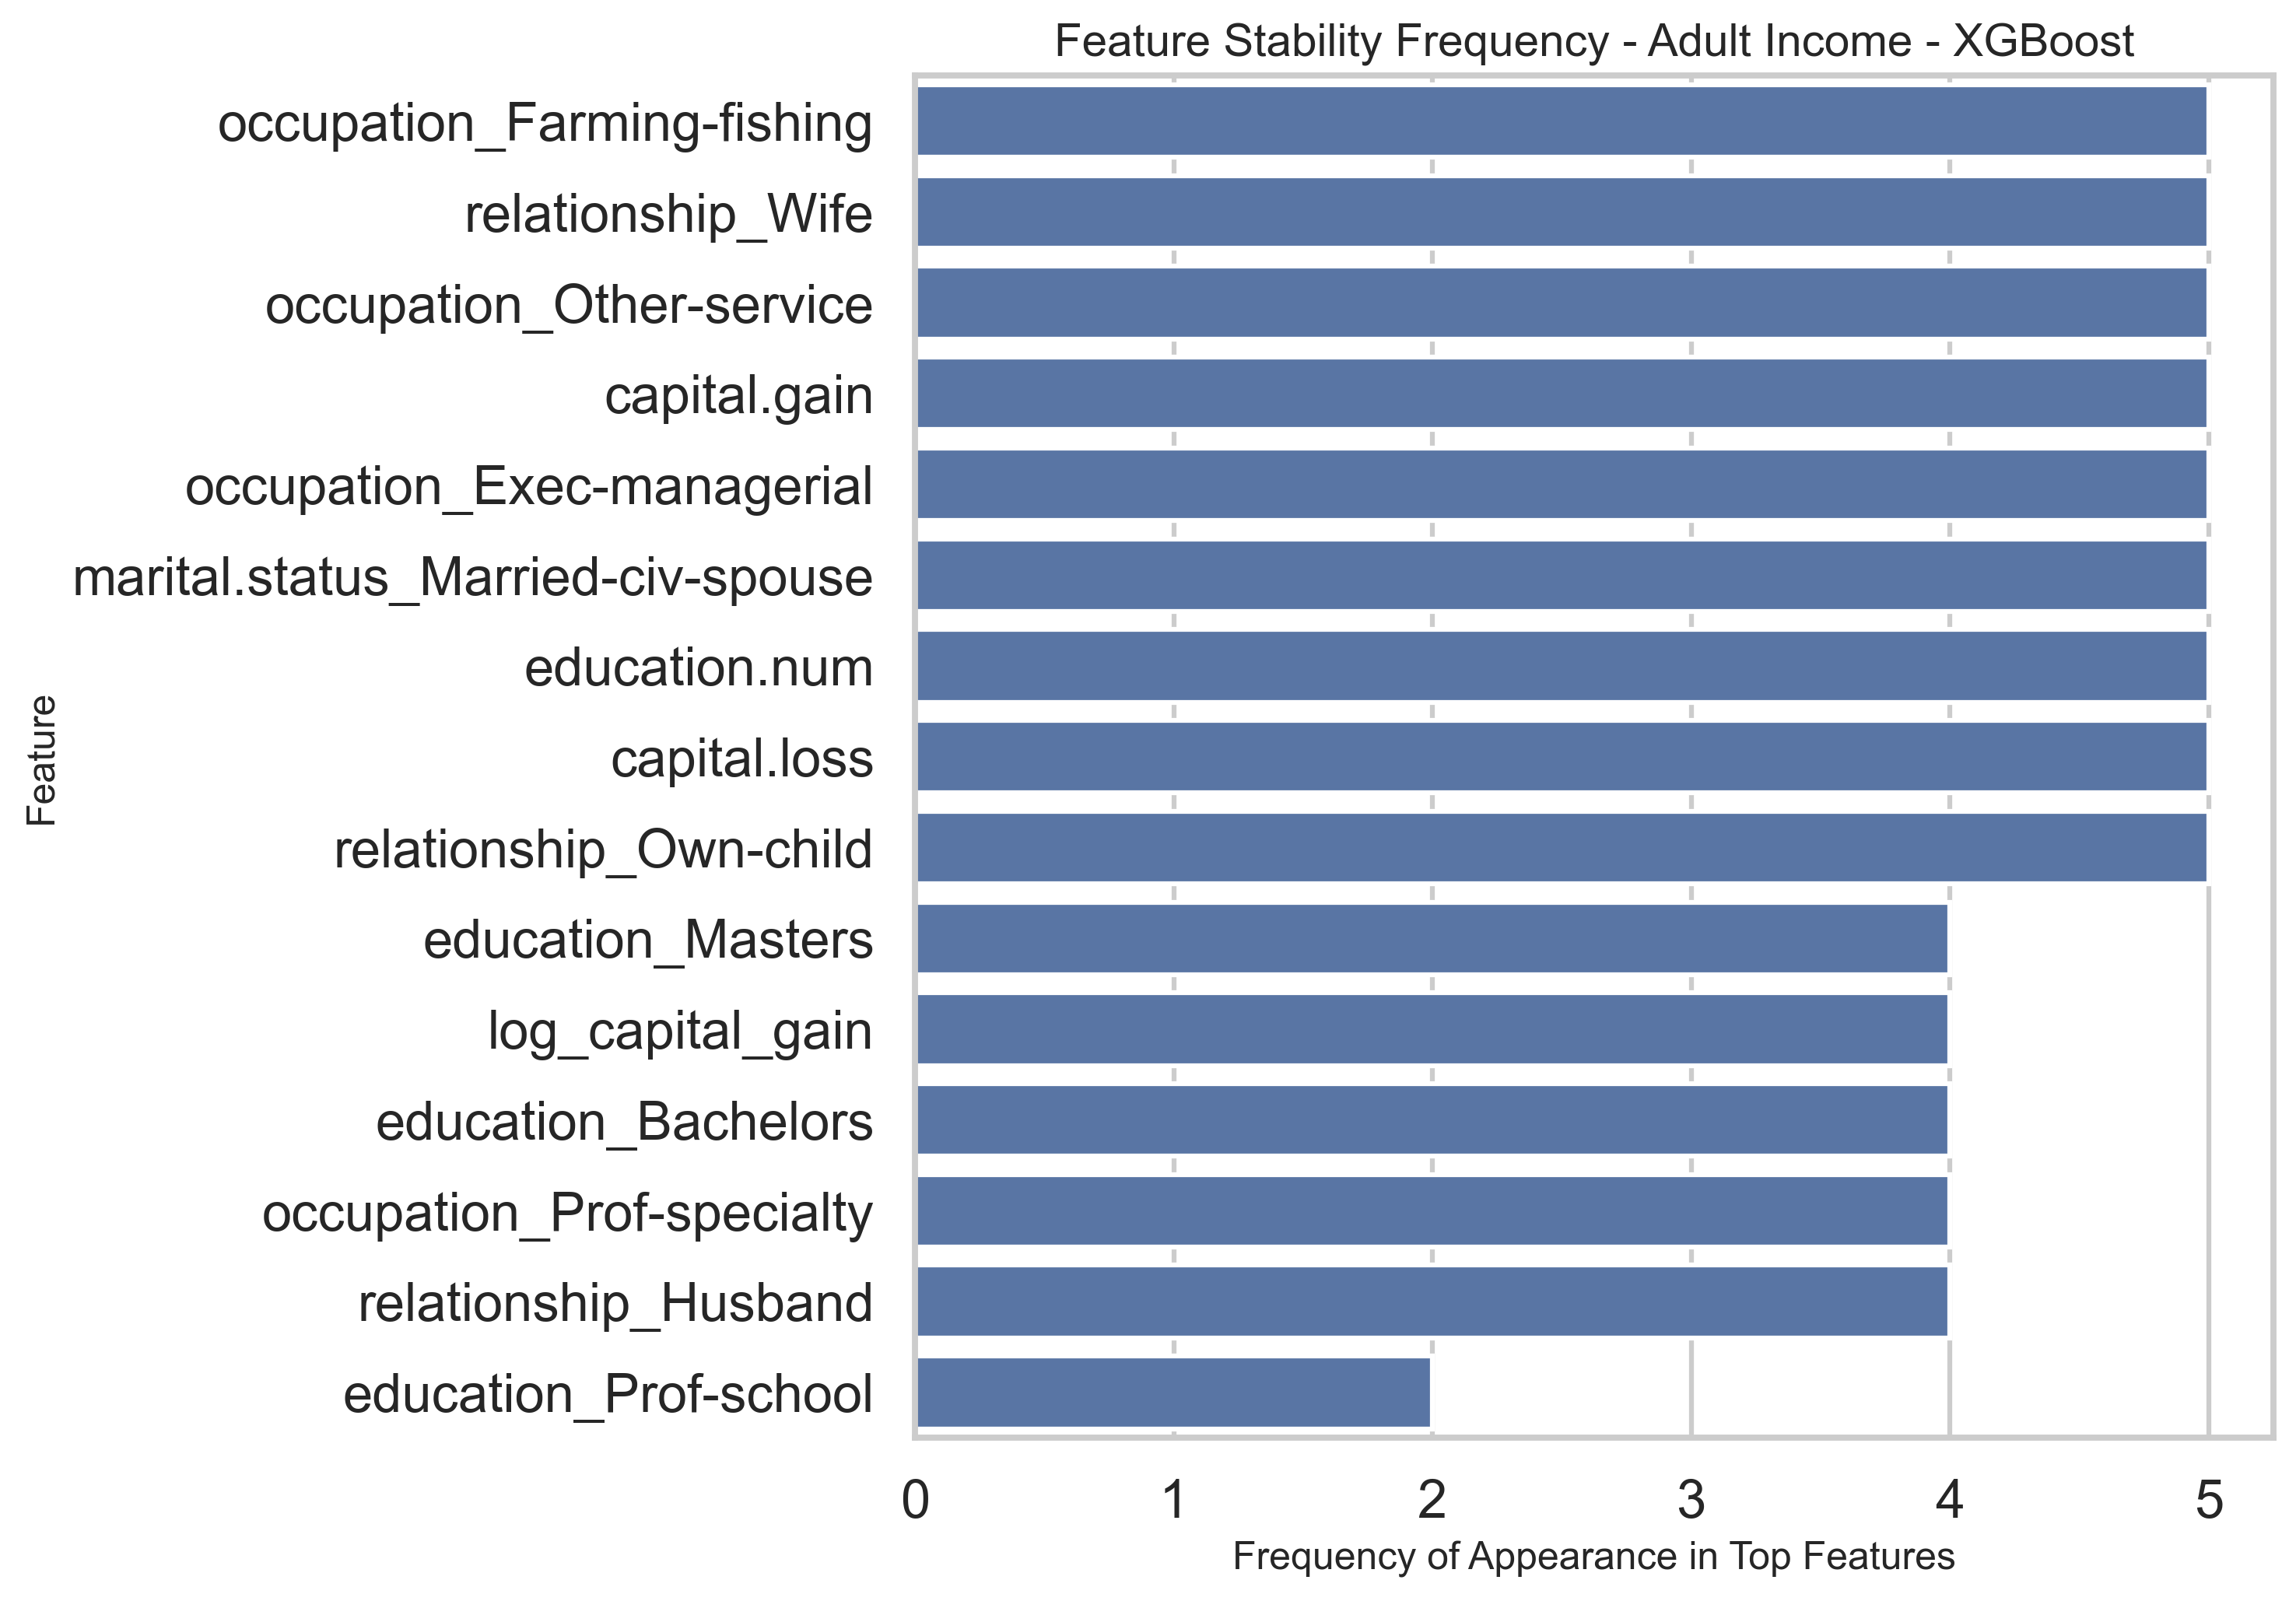 Feature Stability Frequency - Adult Income - XGBoost
occupation_Farming-fishing
relationship_Wife
occupation_Other-service
capital.gain
occupation_Exec-managerial
marital.status_Married-civ-spouse
education.num
capital.loss
relationship_Own-child
education_Masters
log_capital_gain
education_Bachelors
occupation_Prof-specialty
relationship_Husband
education_Prof-school
Feature
0 1 2 3 4 5
Frequency of Appearance in Top Features